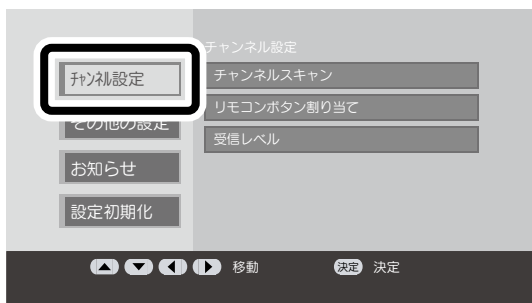 チャンネル設定
チャンネル設定
チャンネルスキャン
リモコンボタン割り当て
受信レベル
その他の設定
お知らせ
設定初期化
移動 決定 決定